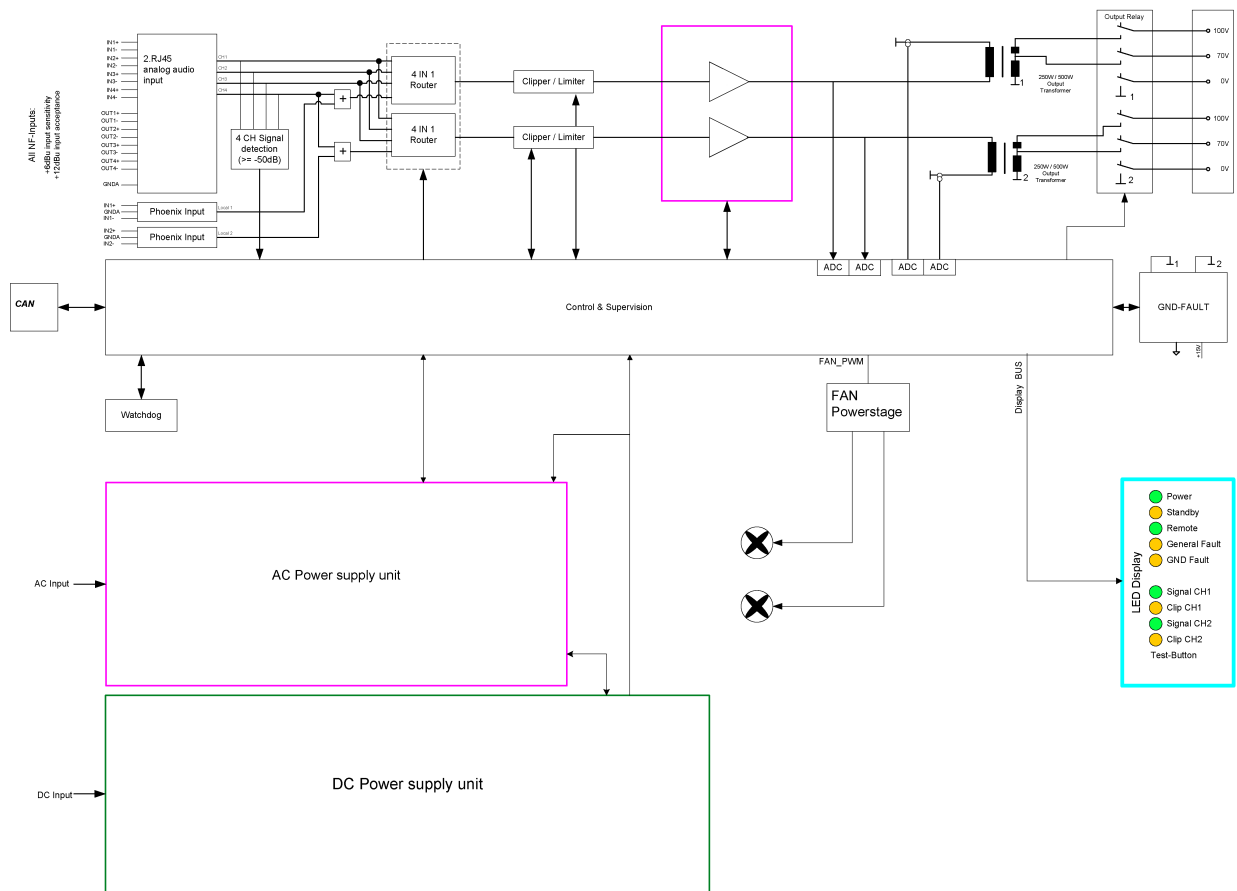 All NF-Inputs:
+6dBu input sensitivity
+12dBu input acceptance
IN1+
IN1-
IN2+
IN2-
IN3+
IN3-
IN4+
IN4-
OUT1+
OUT1-
OUT2+
OUT2-
OUT3+
OUT3-
OUT4+
OUT4-
GNDA
2.RJ45
analog audio
input
CH1
CH2
CH3
CH4
4 CH Signal
detection
(>= -50dB)
IN1+
GNDA
IN1-
Phoenix Input
Local 1
IN2+
GNDA
IN2-
Phoenix Input
Local 2
+
+
4 IN 1
Router
4 IN 1
Router
Clipper / Limiter
Clipper / Limiter
1
250W / 500W
Output
Transformer
2
250W / 500W
Output
Transformer
Output Relay
1
2
100V
70V
0V
100V
70V
0V
CAN
Control & Supervision
ADC
ADC
ADC
ADC
1
2
GND-FAULT
+15V
Watchdog
FAN_PWM
FAN
Powerstage
Display BUS
AC Input
AC Power supply unit
DC Input
DC Power supply unit
LED Display
Power
Standby
Remote
General Fault
GND Fault
Signal CH1
Clip CH1
Signal CH2
Clip CH2
Test-Button